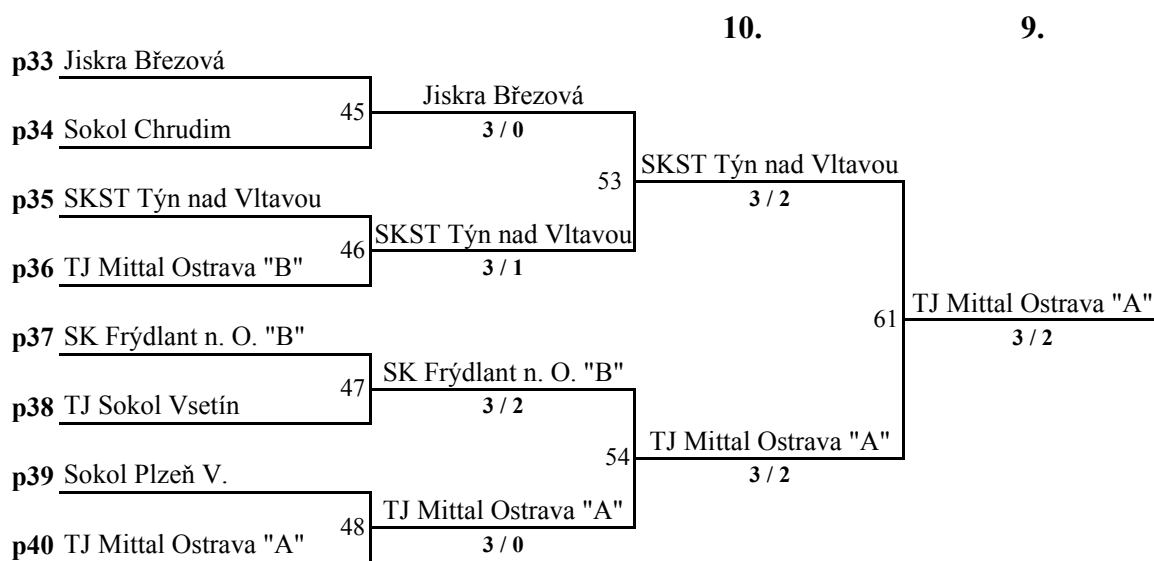 10. 9.
p33 Jiskra Březová
45 Jiskra Březová
3 / 0
p34 Sokol Chrudim
53 SKST Týn nad Vltavou
3 / 2
p35 SKST Týn nad Vltavou
46 SKST Týn nad Vltavou
3 / 1
p36 TJ Mittal Ostrava "B"
61 TJ Mittal Ostrava "A"
3 / 2
p37 SK Frýdlant n. O. "B"
47 SK Frýdlant n. O. "B"
3 / 2
p38 TJ Sokol Vsetín
54 TJ Mittal Ostrava "A"
3 / 2
p39 Sokol Plzeň V.
48 TJ Mittal Ostrava "A"
3 / 0
p40 TJ Mittal Ostrava "A"